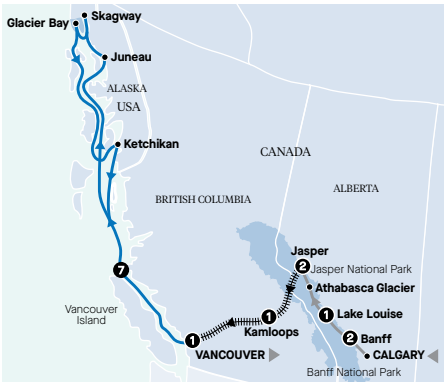 Skagway
Glacier Bay
Juneau
ALASKA
USA
Ketchikan
CANADA
BRITISH COLUMBIA
ALBERTA
Jasper
2
Jasper National Park
Athabasca Glacier
7
1
Lake Louise
Vancouver
Island
1
Kamloops
2
Banff
1
VANCOUVER
CALGARY
Banff National Park